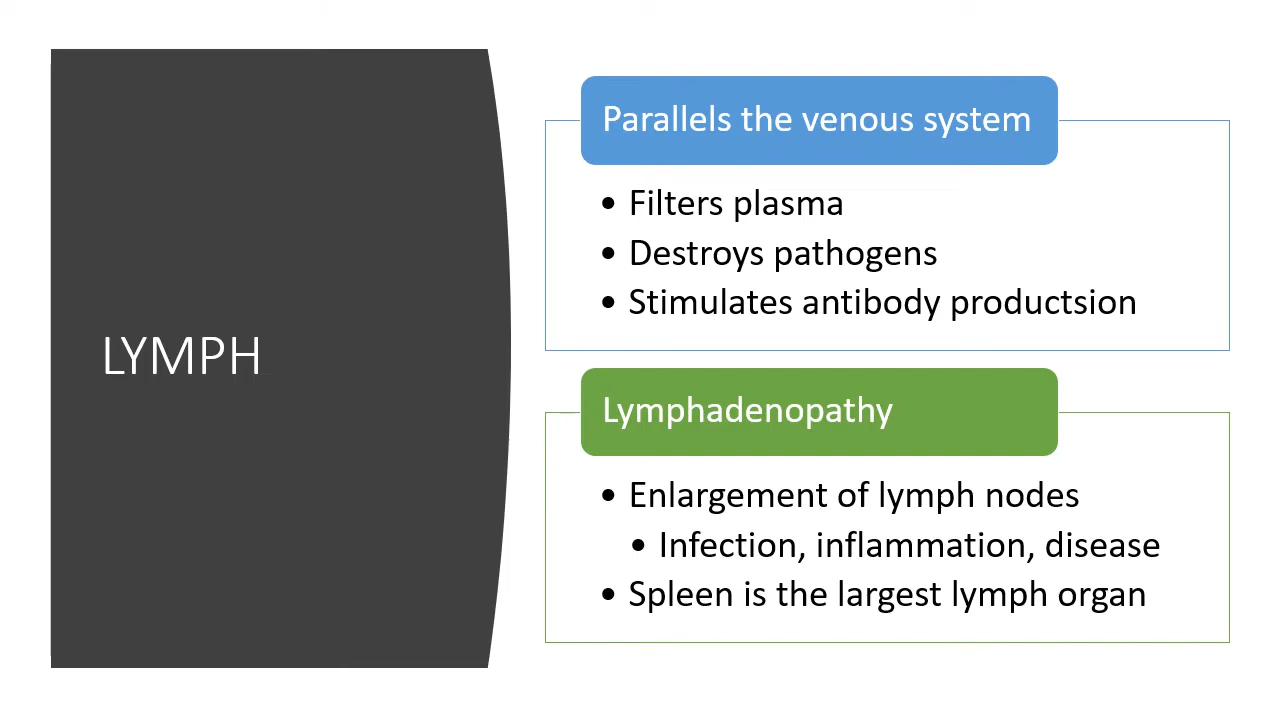 LYMPH
Parallels the venous system
• Filters plasma
• Destroys pathogens
• Stimulates antibody productsion
Lymphadenopathy
• Enlargement of lymph nodes
• Infection, inflammation, disease
• Spleen is the largest lymph organ